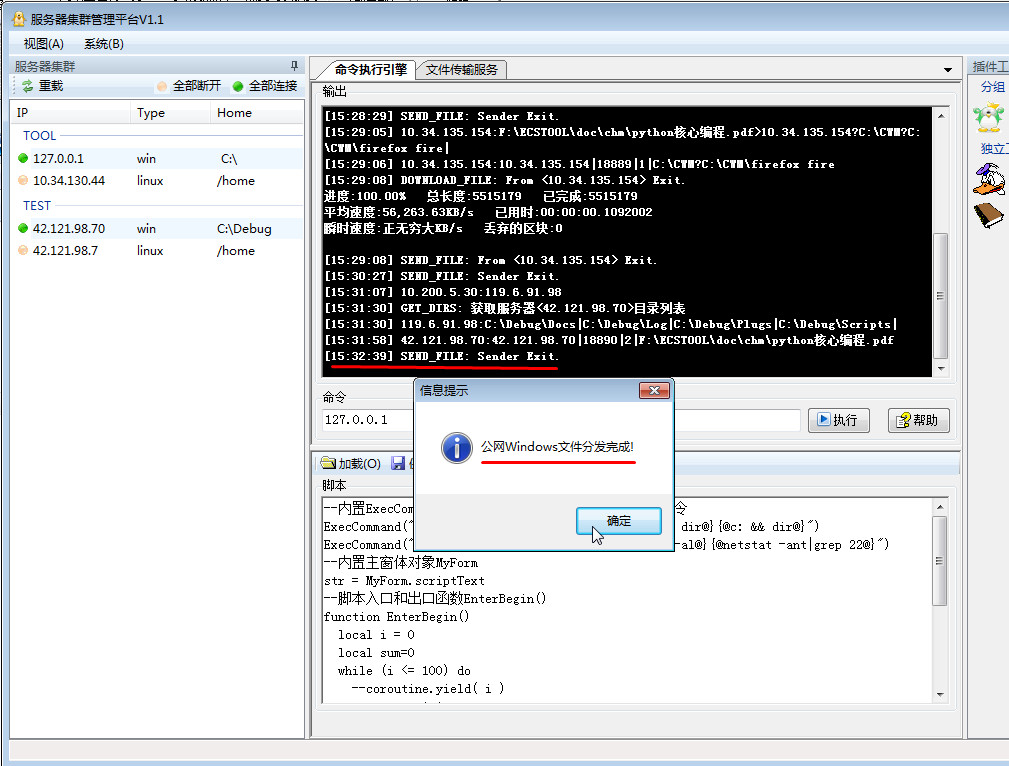 服务器集群管理平台V1.1
视图(A) 系统(B)
服务器集群
重载 全部断开 全部连接
IP Type Home
TOOL
127.0.0.1 win C:\
10.34.130.44 linux /home
TEST
42.121.98.70 win C:\Debug
42.121.98.7 linux /home
命令执行引擎 文件传输服务
输出
[15:28:29] SEND_FILE: Sender Exit.
[15:29:05] 10.34.135.154:F:\ECSTOOL\doc\chm\python核心编程.pdf>10.34.135.154?C:\CWM?C:
\CWM\firefox fire|
[15:29:06] 10.34.135.154:10.34.135.154|18889|1|C:\CWM?C:\CWM\firefox fire
[15:29:08] DOWNLOAD_FILE: From <10.34.135.154> Exit.
进度:100.00% 总长度:5515179 已完成:5515179
平均速度:56,263.63KB/s 已用时:00:00:00.1092002
瞬时速度:正无穷大KB/s 丢弃的区块:0
[15:29:08] SEND_FILE: From <10.34.135.154> Exit.
[15:30:27] SEND_FILE: Sender Exit.
[15:31:07] 10.200.5.30:119.6.91.98
[15:31:30] GET_DIRS: 获取服务器<42.121.98.70>目录列表
[15:31:30] 119.6.91.98:C:\Debug\Docs|C:\Debug\Log|C:\Debug\Plugs|C:\Debug\Scripts|
[15:31:58] 42.121.98.70:42.121.98.70|18890|2|F:\ECSTOOL\doc\chm\python核心编程.pdf
[15:32:39] SEND_FILE: Sender Exit.
命令
127.0.0.1
执行 帮助
信息提示
公网Windows文件分发完成!
确定
加载(O)
脚本
--内置ExecCom 令
ExecCommand(" dir@}{@c: && dir@}")
ExecCommand(" -al@}{@netstat -ant|grep 22@}")
--内置主窗体对象MyForm
str = MyForm.scriptText
--脚本入口和出口函数EnterBegin()
function EnterBegin()
local i = 0
local sum=0
while (i <= 100) do
--coroutine.yield( i )
插件工
分组
独立工